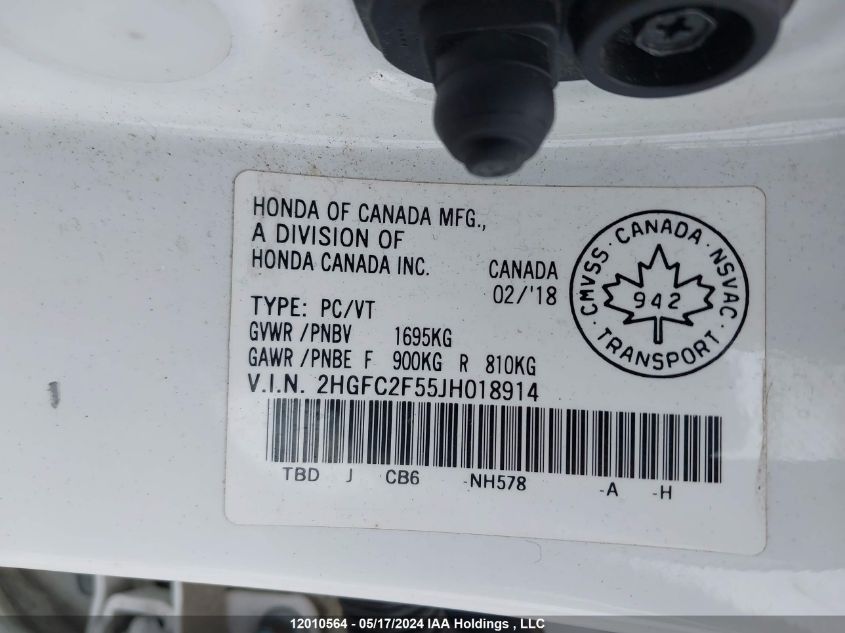 HONDA OF CANADA MFG.,
A DIVISION OF
HONDA CANADA INC.
CANADA
02/'18
TYPE: PC/VT
GVWR /PNBV 1695KG
GAWR /PNBE F 900KG R 810KG
V.I.N. 2HGFC2F55JH018914
TBD J CB6 -NH578 -A -H
CMVSS · CANADA · NSVAC
942
· TRANSPORT ·
12010564 - 05/17/2024 IAA Holdings , LLC